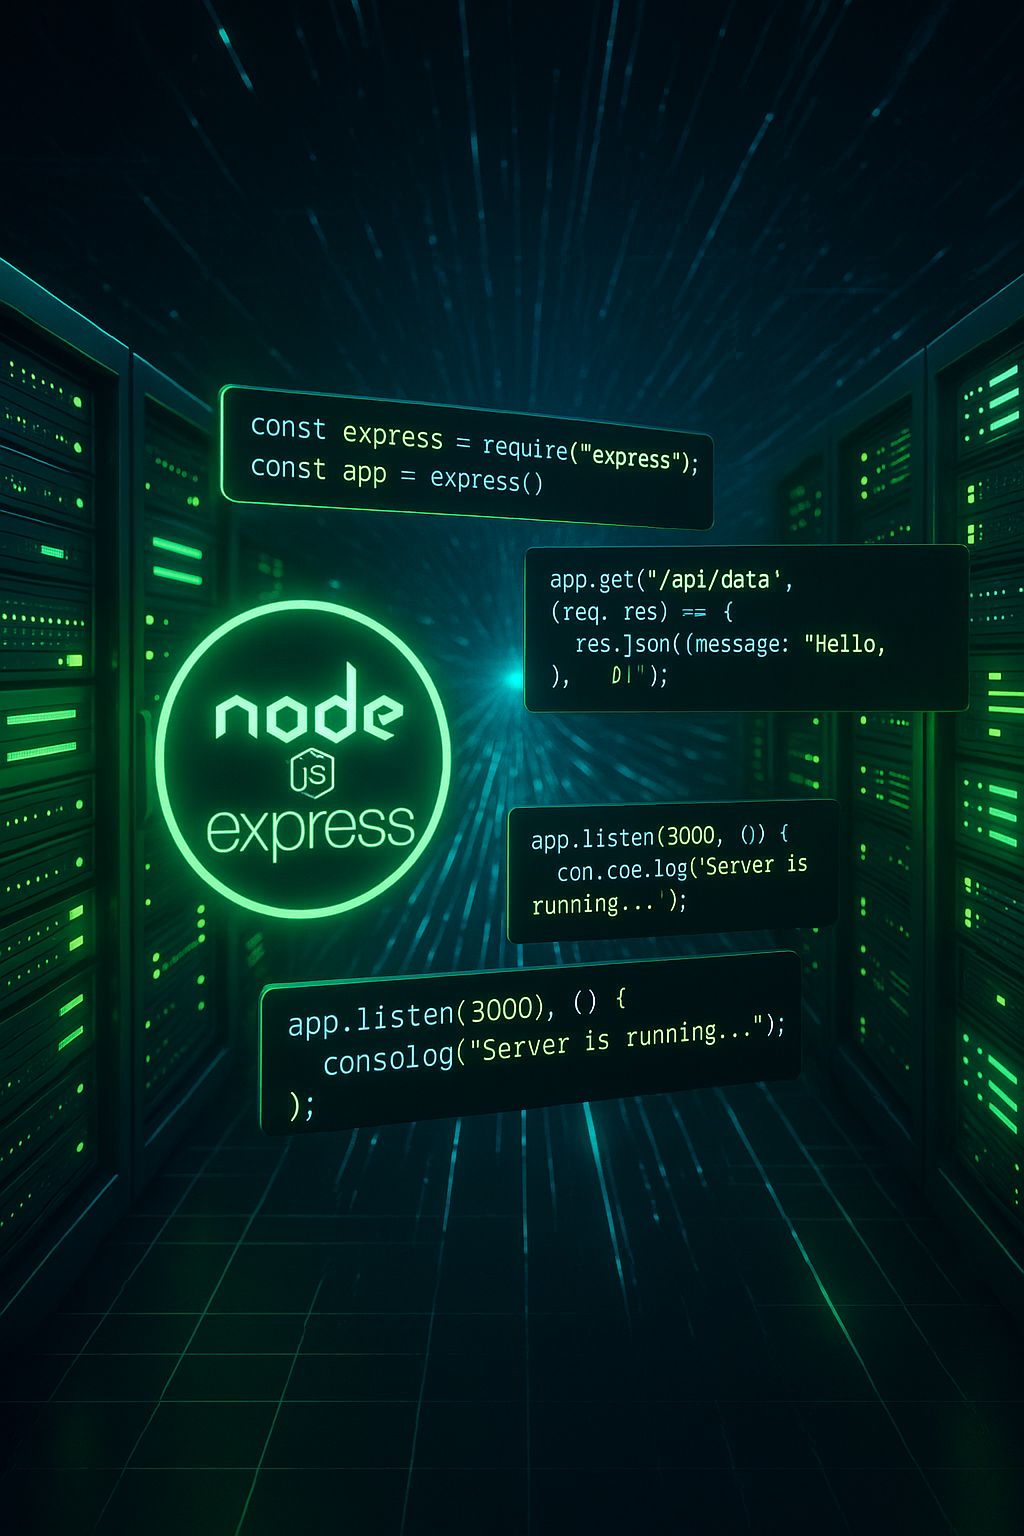 const express = require("'express");
const app = express()
app.get("/api/data',
(req. res) == {
res.]son((message: "Hello,
), D|");
node
JS
express
app.listen(3000, ()) {
con.coe.log('Server is
running...');
app.listen(3000), () {
consolog("Server is running...");
);